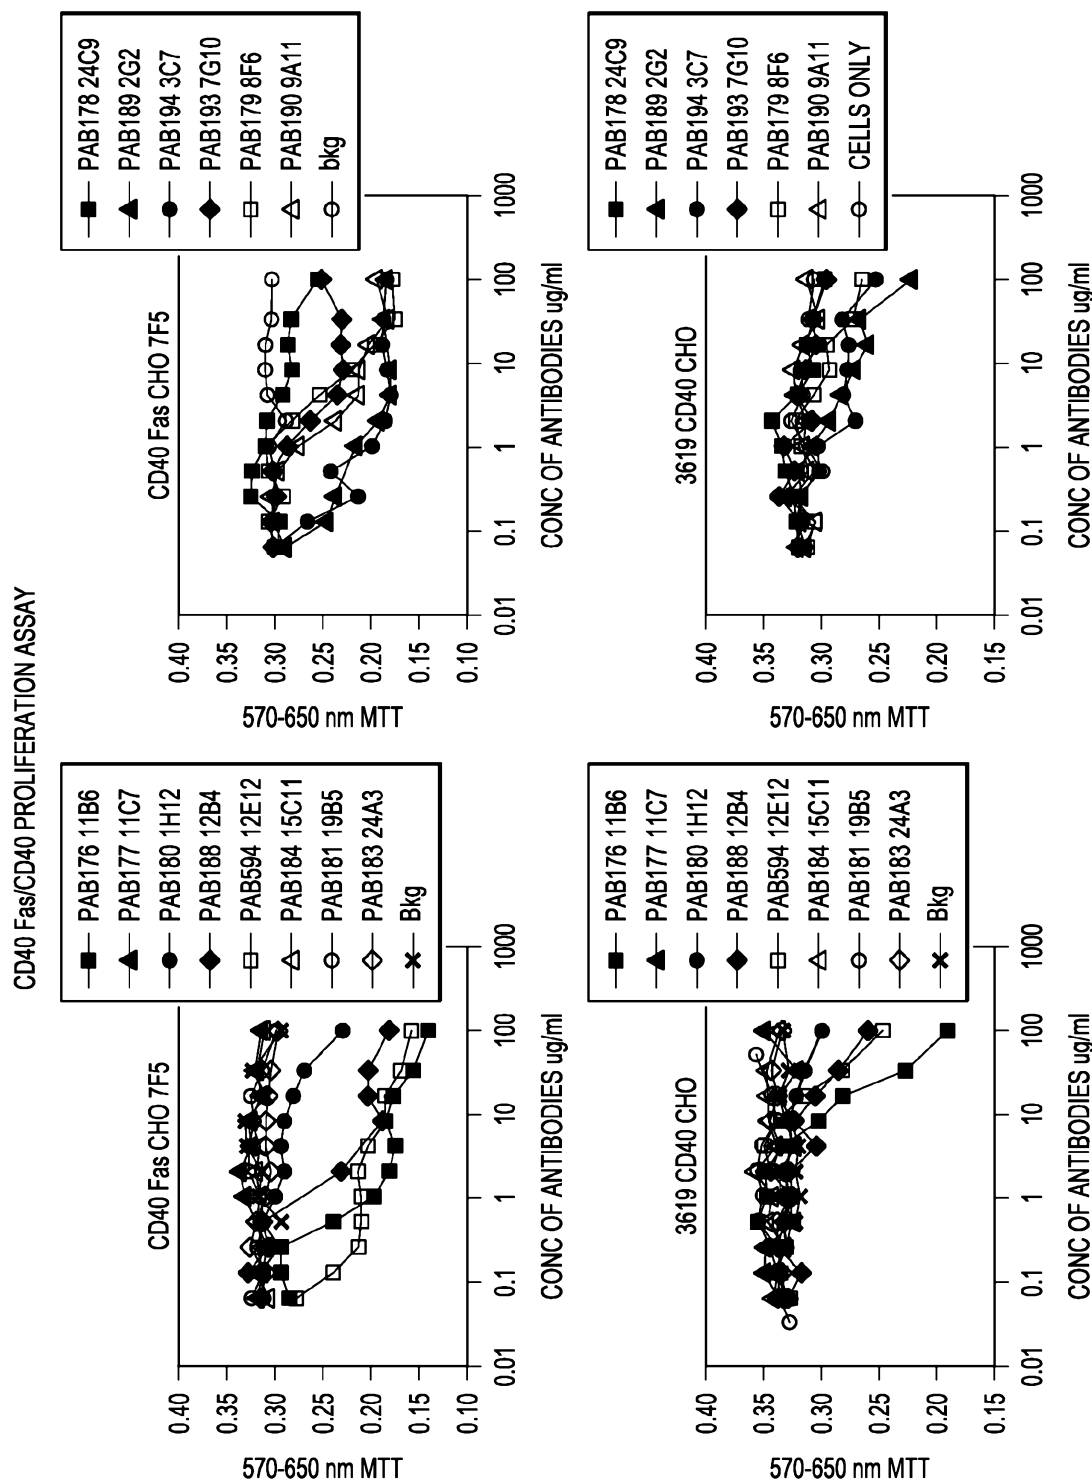 CD40 Fas/CD40 PROLIFERATION ASSAY
CD40 Fas CHO 7F5
570-650 nm MTT
0.40
0.35
0.30
0.25
0.20
0.15
0.10
0.01
0.1
1
10
100
1000
CONC OF ANTIBODIES ug/ml
PAB176 11B6
PAB177 11C7
PAB180 1H12
PAB188 12B4
PAB594 12E12
PAB184 15C11
PAB181 19B5
PAB183 24A3
Bkg
CD40 Fas CHO 7F5
570-650 nm MTT
0.40
0.35
0.30
0.25
0.20
0.15
0.10
0.01
0.1
1
10
100
1000
CONC OF ANTIBODIES ug/ml
PAB178 24C9
PAB189 2G2
PAB194 3C7
PAB193 7G10
PAB179 8F6
PAB190 9A11
bkg
3619 CD40 CHO
570-650 nm MTT
0.40
0.35
0.30
0.25
0.20
0.15
0.01
0.1
1
10
100
1000
CONC OF ANTIBODIES ug/ml
PAB176 11B6
PAB177 11C7
PAB180 1H12
PAB188 12B4
PAB594 12E12
PAB184 15C11
PAB181 19B5
PAB183 24A3
Bkg
3619 CD40 CHO
570-650 nm MTT
0.40
0.35
0.30
0.25
0.20
0.15
0.01
0.1
1
10
100
1000
CONC OF ANTIBODIES ug/ml
PAB178 24C9
PAB189 2G2
PAB194 3C7
PAB193 7G10
PAB179 8F6
PAB190 9A11
CELLS ONLY